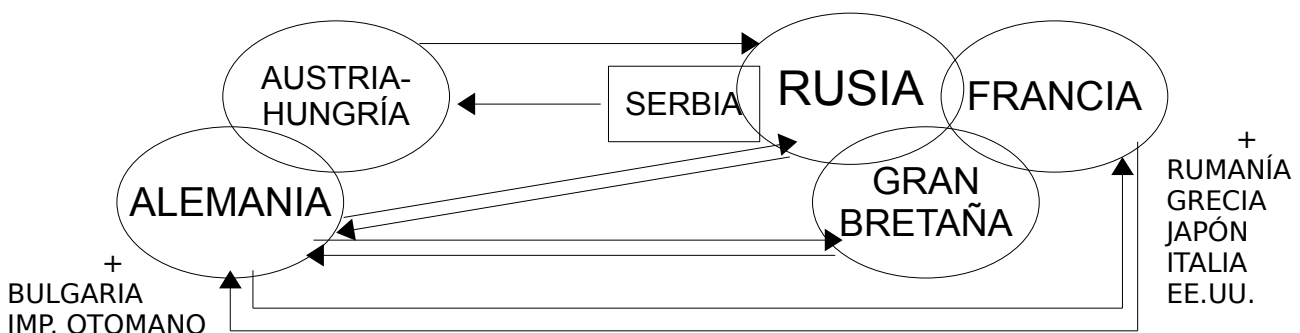 AUSTRIA-
HUNGRÍA
SERBIA
RUSIA
FRANCIA
ALEMANIA
GRAN
BRETAÑA
+
RUMANÍA
GRECIA
JAPÓN
ITALIA
EE.UU.
+
BULGARIA
IMP. OTOMANO